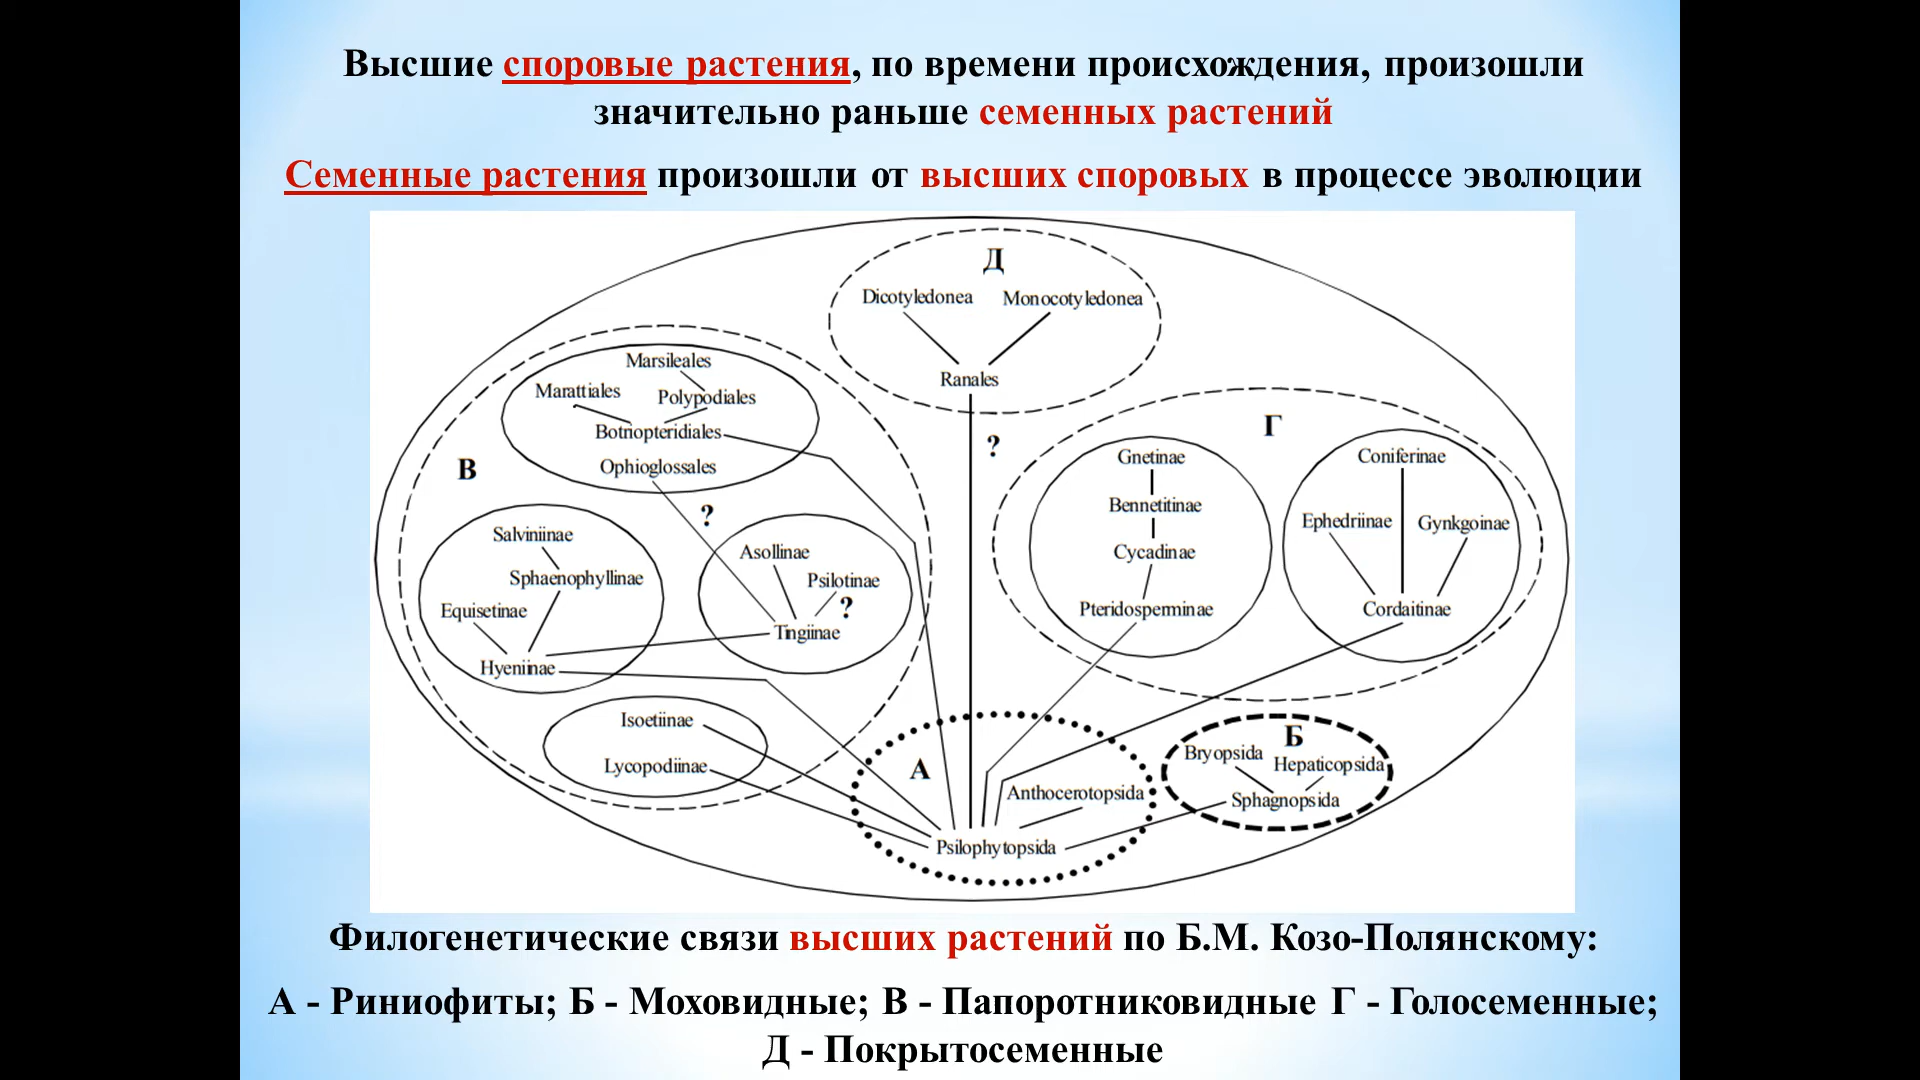 Высшие споровые растения, по времени происхождения, произошли
значительно раньше семенных растений
Семенные растения произошли от высших споровых в процессе эволюции
Д
Dicotyledonea Monocotyledonea
Ranales
?
В
Marsileales
Marattiales Polypodiales
Botriopteridiales
Ophioglossales
?
Salviniinae
Sphaenophyllinae
Equisetinae
Hyeniinae
Asollinae
Psilotinae
?
Tingiinae
Isoetiinae
Lycopodiinae
Г
Gnetinae
Bennetitinae
Cycadinae
Pteridosperminae
Coniferinae
Ephedriinae Gynkgoinae
Cordaitinae
А
Anthocerotopsida
Psilophytopsida
Б
Bryopsida Hepaticopsida
Sphagnopsida
Филогенетические связи высших растений по Б.М. Козо-Полянскому:
А - Риниофиты; Б - Моховидные; В - Папоротниковидные Г - Голосеменные;
Д - Покрытосеменные